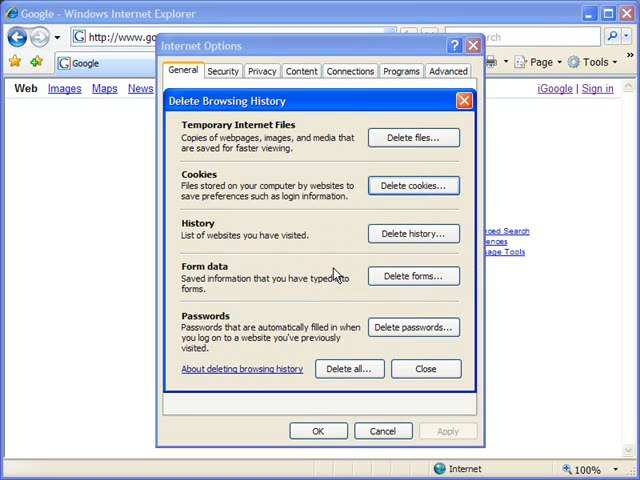 Google - Windows Internet Explorer
http://www.go
search
Google
Page
Tools
»
Web Images Maps News
iGoogle | Sign in
Internet Options
General Security Privacy Content Connections Programs Advanced
Delete Browsing History
Temporary Internet Files
Copies of webpages, images, and media that
are saved for faster viewing.
Delete files...
Cookies
Files stored on your computer by websites to
save preferences such as login information.
Delete cookies...
History
List of websites you have visited.
Delete history...
Form data
Saved information that you have typed into
forms.
Delete forms...
Passwords
Passwords that are automatically filled in when
you log on to a website you've previously
visited.
Delete passwords...
About deleting browsing history
Delete all...
Close
OK
Cancel
Apply
Internet
100%